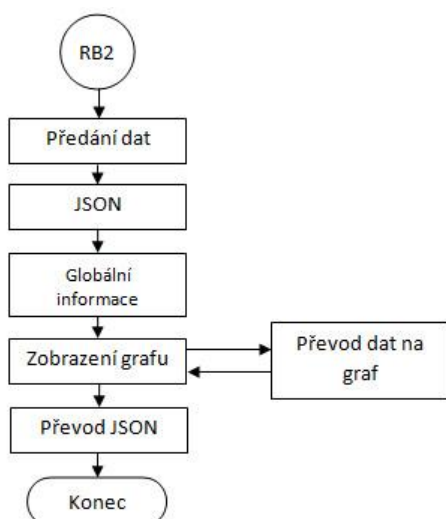 RB2
Předání dat
JSON
Globální
informace
Zobrazení grafu
Převod dat na
graf
Převod JSON
Konec